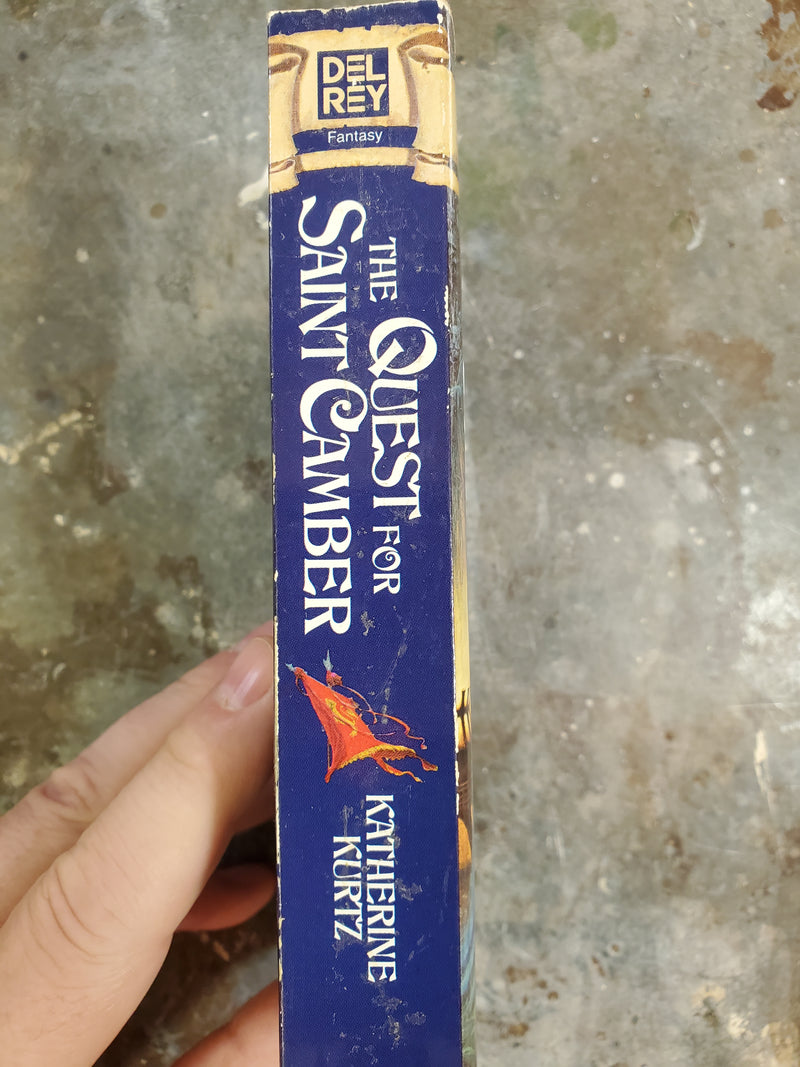 DEL
REY
Fantasy
THE QUEST FOR
SAINT CAMBER
KATHERINE
KURTZ